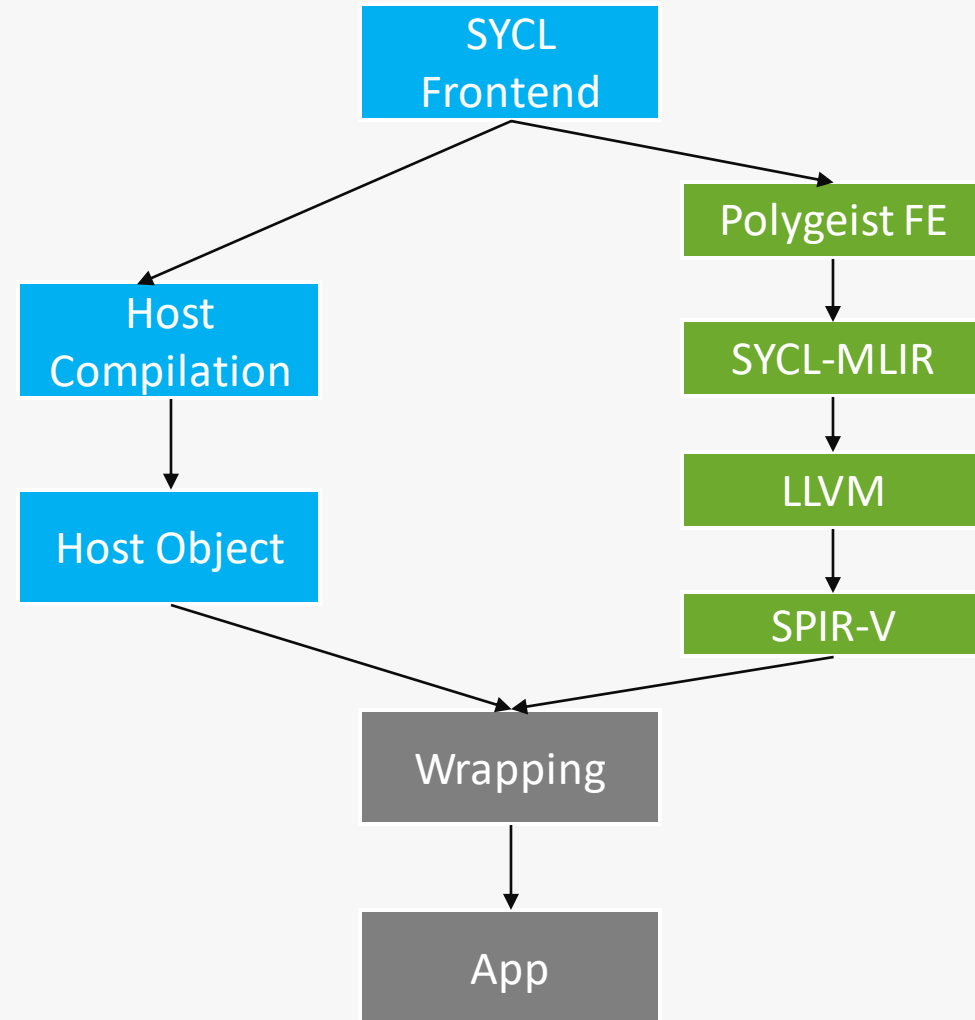 SYCL
Frontend
Polygeist FE
Host
Compilation
SYCL-MLIR
LLVM
Host Object
SPIR-V
Wrapping
App